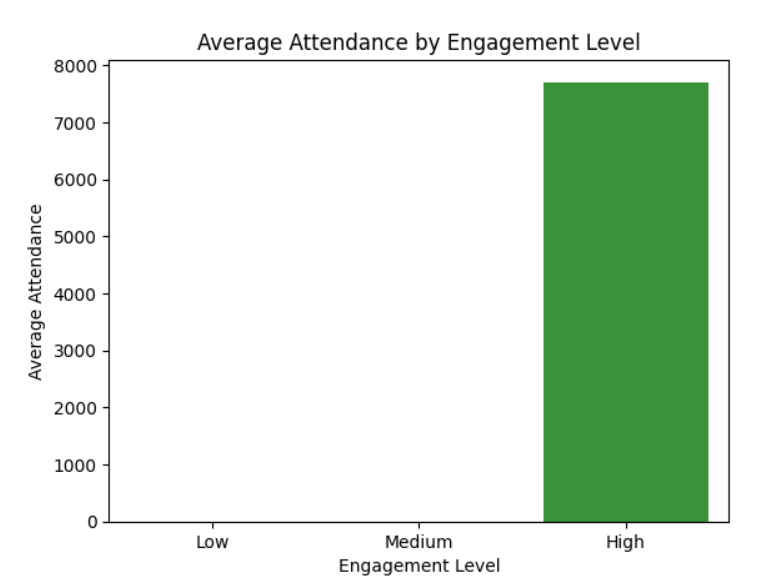 Average Attendance by Engagement Level
8000
7000
6000
5000
4000
3000
2000
1000
0
Average Attendance
Low Medium High
Engagement Level